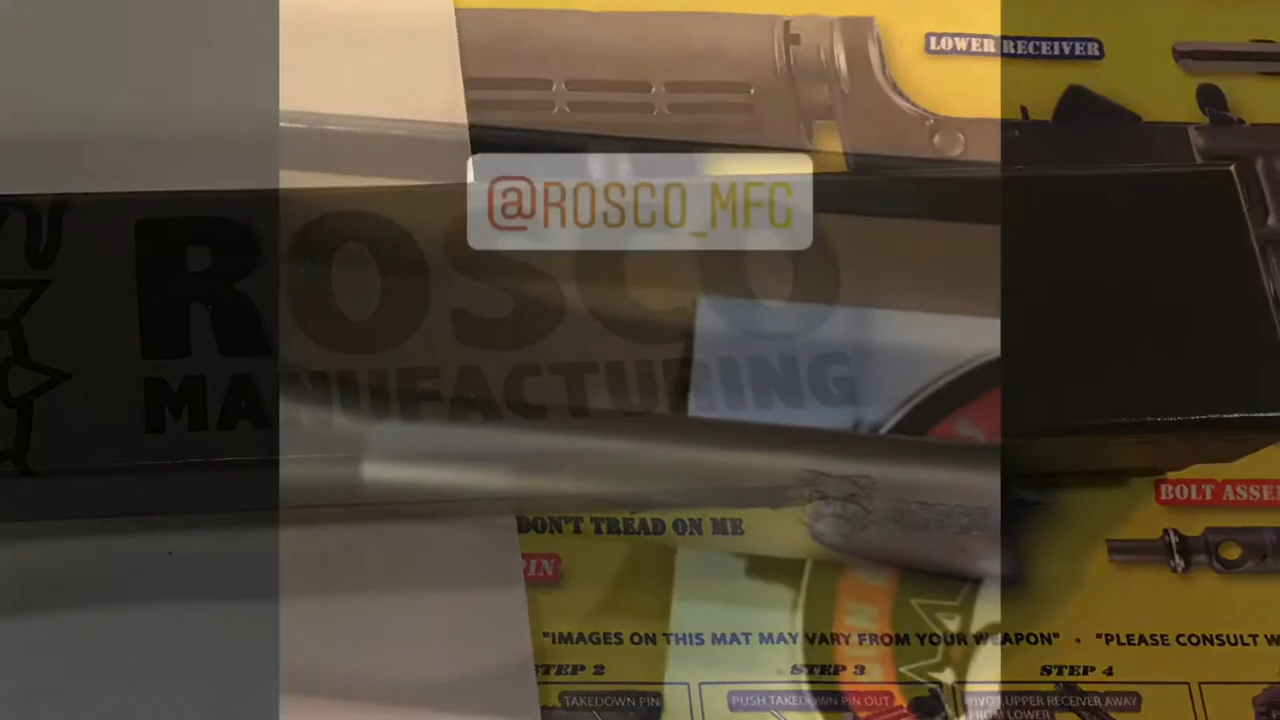 LOWER RECEIVER
@ROSCO_MFG
ROSCO
MANUFACTURING
BOLT ASSE
DON'T TREAD ON ME
PIN
"IMAGES ON THIS MAT MAY VARY FROM YOUR WEAPON" • "PLEASE CONSULT W
STEP 2
STEP 3
STEP 4
TAKEDOWN PIN
PUSH TAKEDOWN PIN OUT
PIVOT UPPER RECEIVER AWAY
FROM LOWER